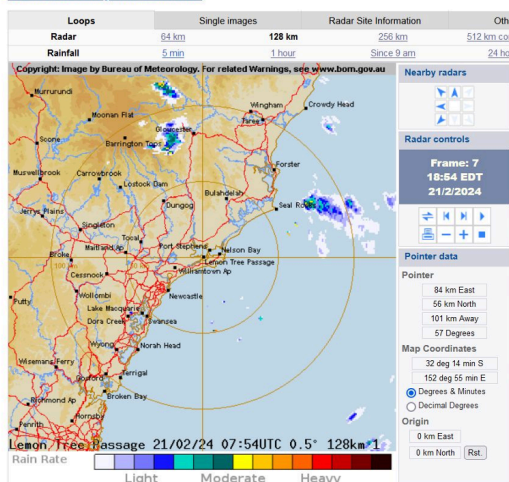 Loops Single images Radar Site Information Oth
Radar 64 km 128 km 256 km 512 km co
Rainfall 5 min 1 hour Since 9 am 24 ho
Copyright: Image by Bureau of Meteorology. For related Warnings, see www.bom.gov.au
Nearby radars
Murrurundi
Wingham
Crowdy Head
Moonan Flat
Taree
Gloucester
Scone
Barrington Tops
Radar controls
Forster
Frame: 7
Muswellbrook
Carrowbrook
18:54 EDT
Lostock Dam
21/2/2024
Bulahdelah
Dungog
Seal Rocks
Jerrys Plains
Singleton
Tocal
Maitland Ap
Port Stephens
Nelson Bay
Broke
Lemon Tree Passage
Pointer data
100 km
Williamtown Ap
Cessnock
Pointer
84 km East
Wollombi
Newcastle
56 km North
Putty
Lake Macquarie
101 km Away
Dora Creek
Swansea
57 Degrees
Map Coordinates
Wyong
Norah Head
32 deg 14 min S
Wisemans Ferry
152 deg 55 min E
Gosford
Terrigal
Degrees & Minutes
Richmond Ap
Broken Bay
Decimal Degrees
Origin
Hornsby
0 km East
Penrith
0 km North Rst.
Lemon Tree Passage 21/02/24 07:54UTC 0.5° 128km 1
Rain Rate
Light Moderate Heavy